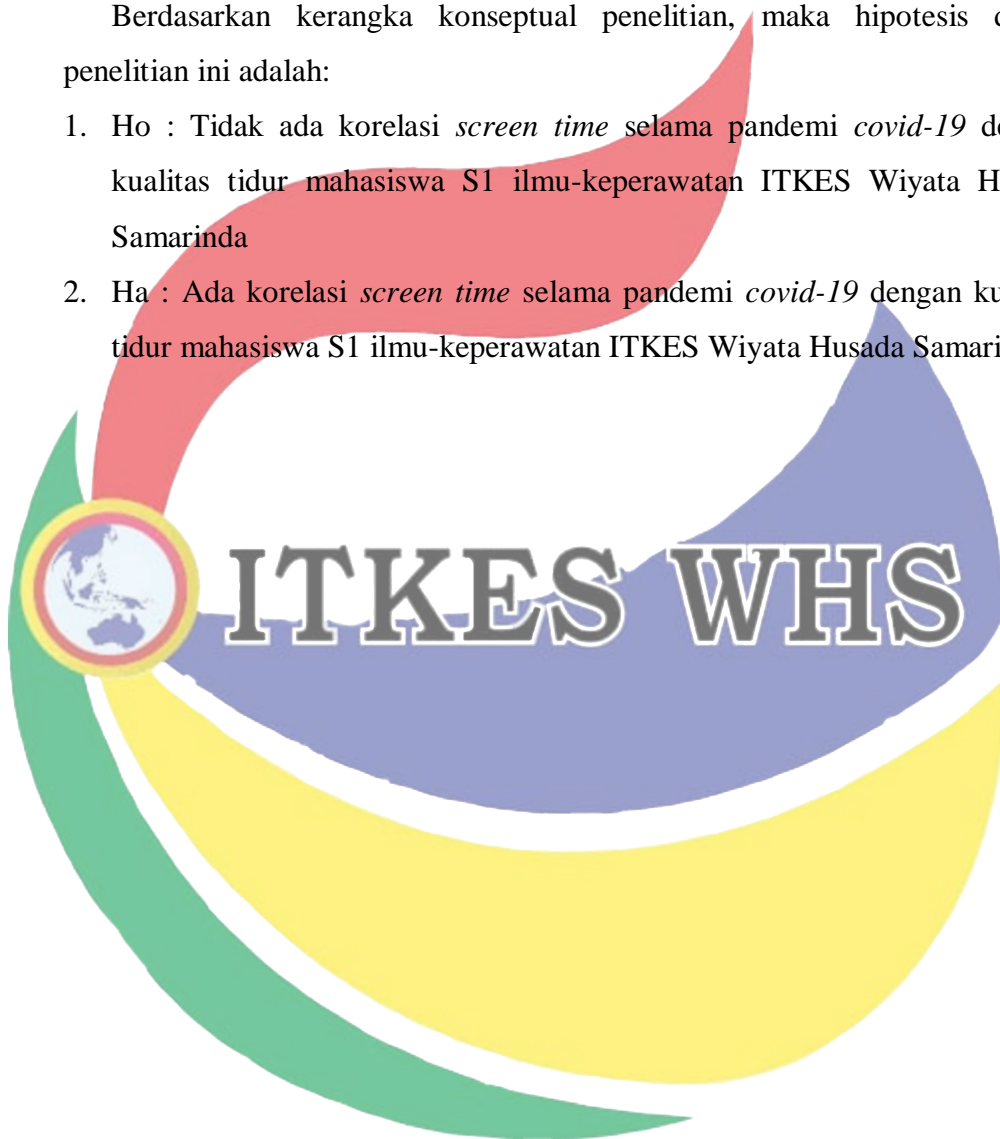 Berdasarkan kerangka konseptual penelitian, maka hipotesis
penelitian ini adalah:
1. Ho : Tidak ada korelasi screen time selama pandemi covid-19
kualitas tidur mahasiswa S1 ilmu-keperawatan ITKES Wiyata
Samarinda
2. Ha : Ada korelasi screen time selama pandemi covid-19 dengan
tidur mahasiswa S1 ilmu-keperawatan ITKES Wiyata Husada
ITKES WHS